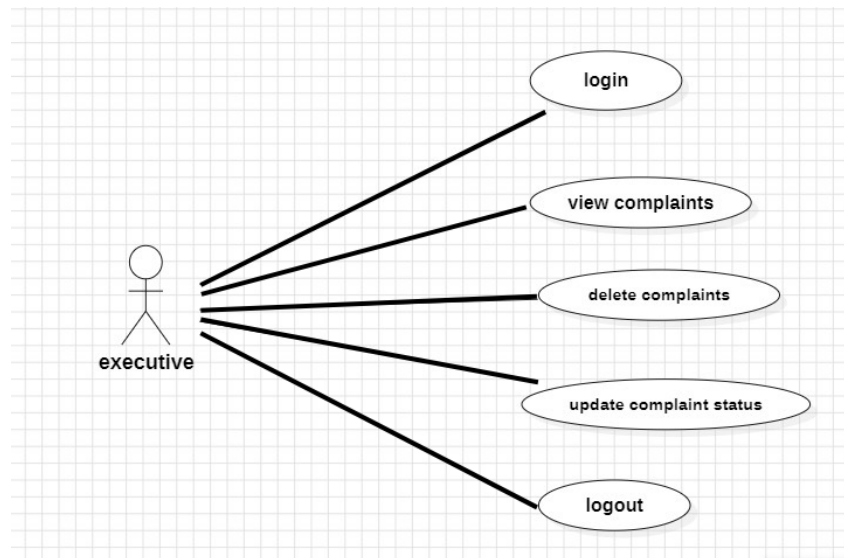 login
view complaints
delete complaints
executive
update complaint status
logout